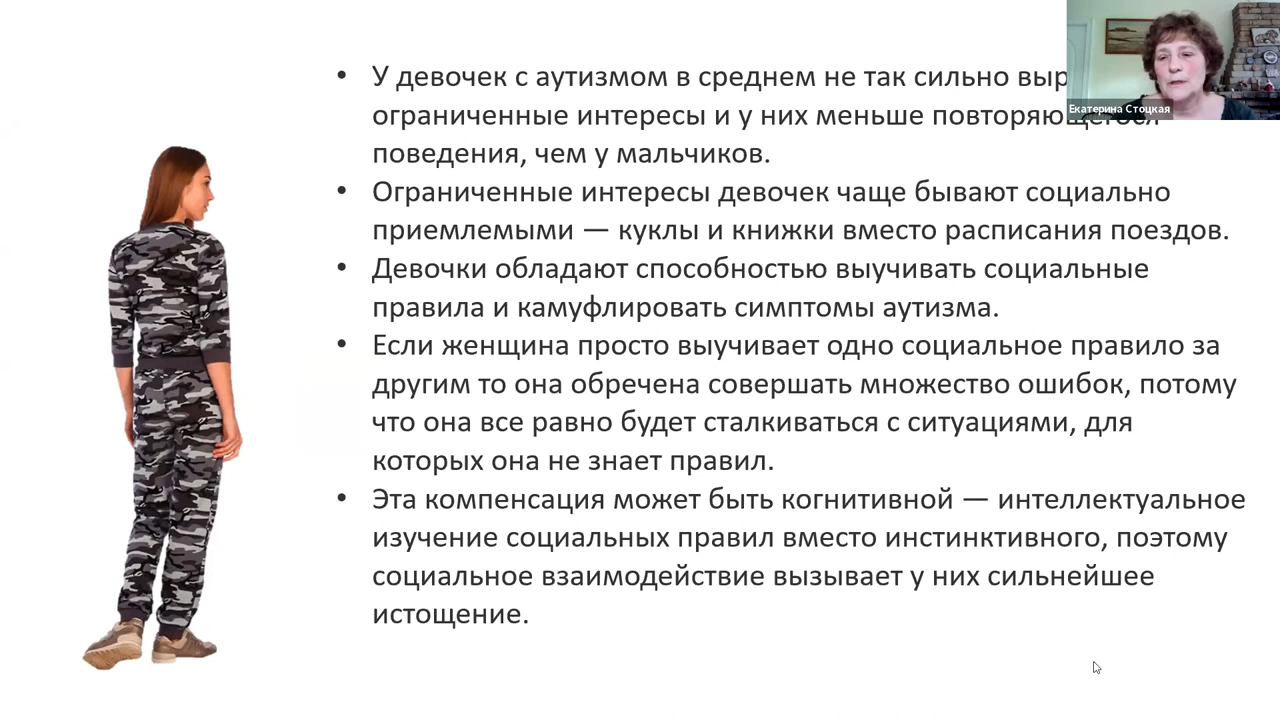 • У девочек с аутизмом в среднем не так сильно
ограниченные интересы и у них меньше
поведения, чем у мальчиков.
• Ограниченные интересы девочек чаще бывают социально
приемлемыми — куклы и книжки вместо расписания поездов.
• Девочки обладают способностью выучивать социальные
правила и камуфлировать симптомы аутизма.
• Если женщина просто выучивает одно социальное правило за
другим то она обречена совершать множество ошибок, потому
что она все равно будет сталкиваться с ситуациями, для
которых она не знает правил.
• Эта компенсация может быть когнитивной — интеллектуальное
изучение социальных правил вместо инстинктивного, поэтому
социальное взаимодействие вызывает у них сильнейшее
истощение.
Екатерина Стоцкая